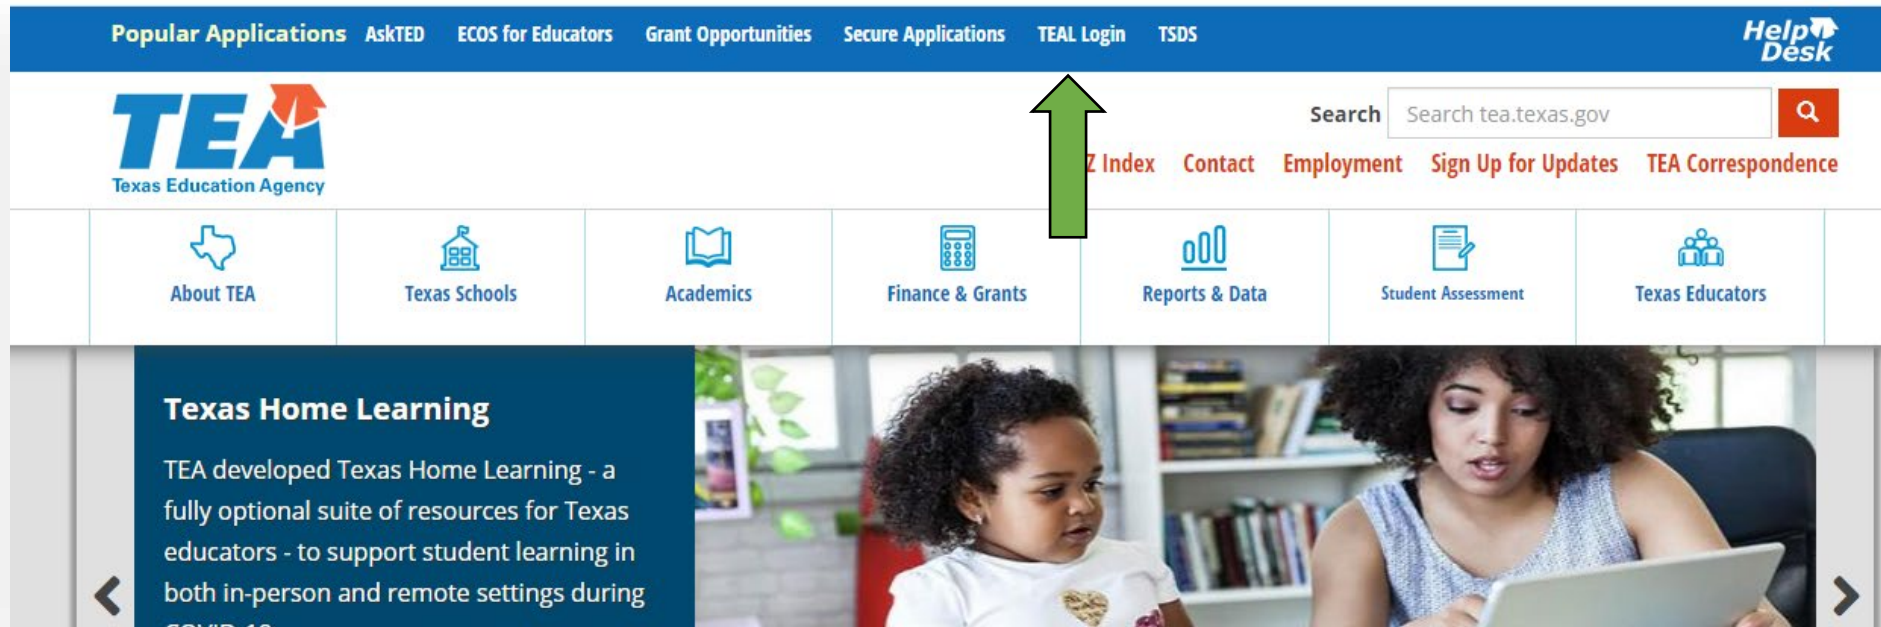 Popular Applications AskTED ECOS for Educators Grant Opportunities Secure Applications TEAL Login TSDS
Help Desk
TEA
Texas Education Agency
Search Search tea.texas.gov
Z Index Contact Employment Sign Up for Updates TEA Correspondence
About TEA Texas Schools Academics Finance & Grants Reports & Data Student Assessment Texas Educators
Texas Home Learning
TEA developed Texas Home Learning - a
fully optional suite of resources for Texas
educators - to support student learning in
both in-person and remote settings during